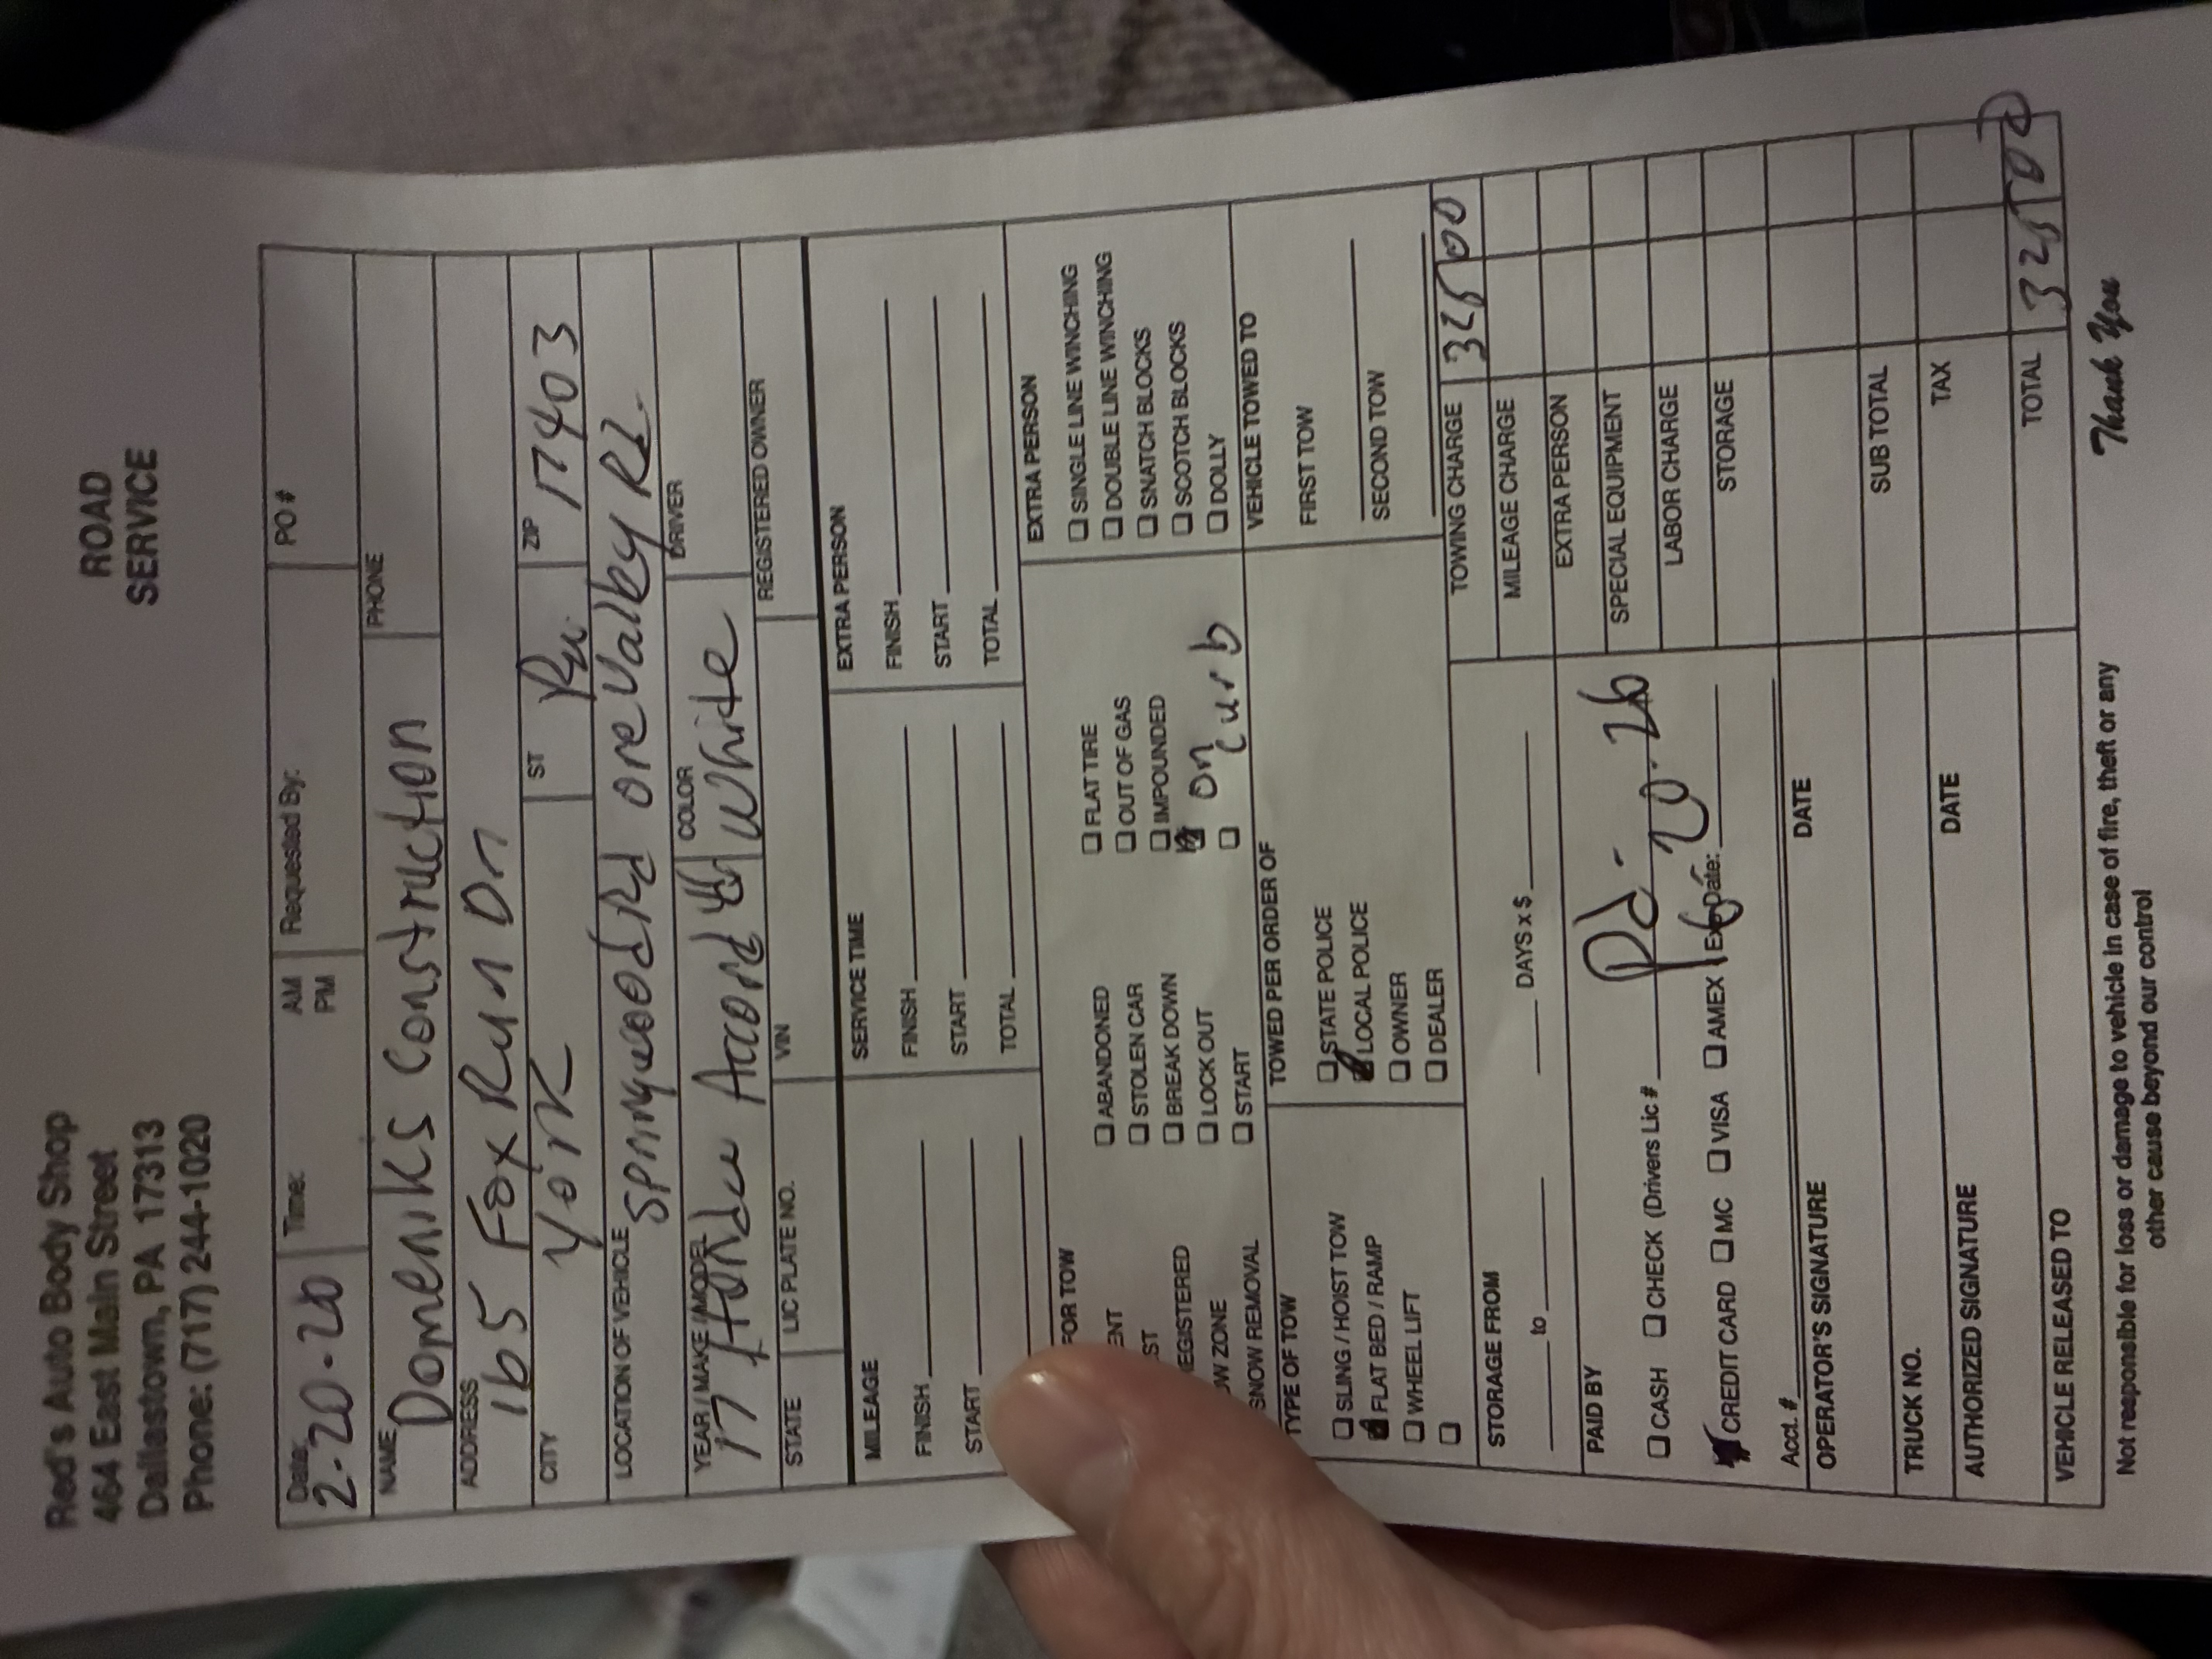 Red's Auto Body Shop
464 East Main Street
Dallastown, PA 17313
Phone: (717) 244-1020
ROAD
SERVICE
Date: 2-20-20 Time: AM PM Requested By: PO #
NAME Domeniks Construction PHONE
ADDRESS 165 Fox Run Dr
CITY York ST Pa ZIP 17403
LOCATION OF VEHICLE Springwood Rd ore Valley Rd
YEAR / MAKE / MODEL 17 Honda Accord 4d COLOR White DRIVER
STATE LIC PLATE NO. VIN REGISTERED OWNER
MILEAGE SERVICE TIME EXTRA PERSON
FINISH FINISH FINISH
START START START
TOTAL TOTAL
FOR TOW EXTRA PERSON
ENT ABANDONED FLAT TIRE SINGLE LINE WINCHING
ST STOLEN CAR OUT OF GAS DOUBLE LINE WINCHING
EGISTERED BREAK DOWN IMPOUNDED SNATCH BLOCKS
OW ZONE LOCK OUT on curb SCOTCH BLOCKS
SNOW REMOVAL START DOLLY
TYPE OF TOW TOWED PER ORDER OF VEHICLE TOWED TO
SLING / HOIST TOW STATE POLICE FIRST TOW
FLAT BED / RAMP LOCAL POLICE
WHEEL LIFT OWNER SECOND TOW
DEALER
STORAGE FROM TOWING CHARGE 325 00
to DAYS x $ MILEAGE CHARGE
PAID BY EXTRA PERSON
CASH CHECK (Drivers Lic # Pd - SPECIAL EQUIPMENT
CREDIT CARD MC VISA AMEX Exp Date: LABOR CHARGE
Acct. # STORAGE
OPERATOR'S SIGNATURE DATE
TRUCK NO. SUB TOTAL
AUTHORIZED SIGNATURE DATE TAX
VEHICLE RELEASED TO TOTAL 325 00
Not responsible for loss or damage to vehicle in case of fire, theft or any
other cause beyond our control
Thank You